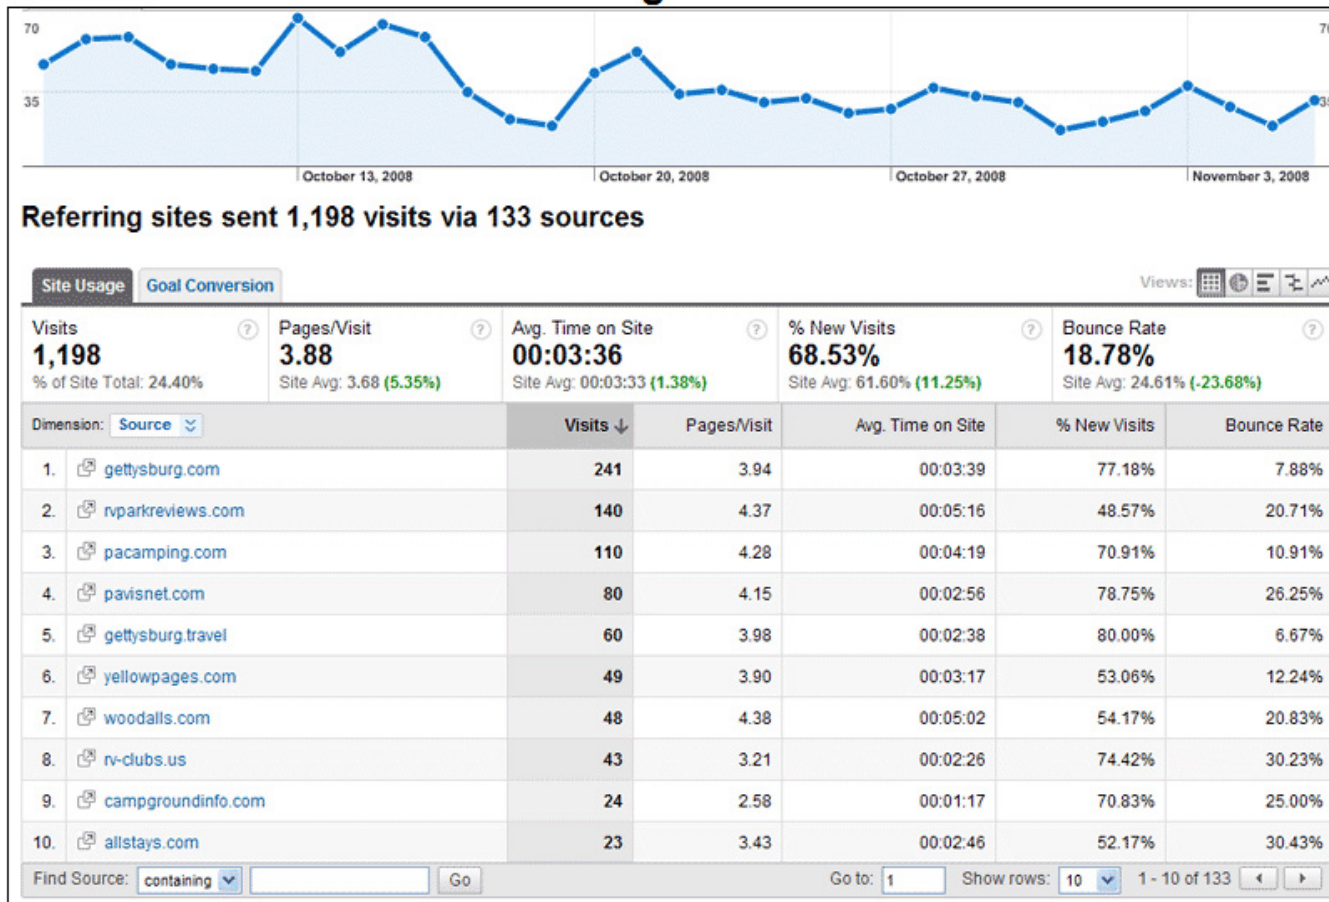 70 70
35 35
October 13, 2008 October 20, 2008 October 27, 2008 November 3, 2008
Referring sites sent 1,198 visits via 133 sources
Site Usage Goal Conversion Views:
Visits Pages/Visit Avg. Time on Site % New Visits Bounce Rate
1,198 3.88 00:03:36 68.53% 18.78%
% of Site Total: 24.40% Site Avg: 3.68 (5.35%) Site Avg: 00:03:33 (1.38%) Site Avg: 61.60% (11.25%) Site Avg: 24.61% (-23.68%)
Dimension: Source Visits Pages/Visit Avg. Time on Site % New Visits Bounce Rate
1. gettysburg.com 241 3.94 00:03:39 77.18% 7.88%
2. rvparkreviews.com 140 4.37 00:05:16 48.57% 20.71%
3. pacamping.com 110 4.28 00:04:19 70.91% 10.91%
4. pavisnet.com 80 4.15 00:02:56 78.75% 26.25%
5. gettysburg.travel 60 3.98 00:02:38 80.00% 6.67%
6. yellowpages.com 49 3.90 00:03:17 53.06% 12.24%
7. woodalls.com 48 4.38 00:05:02 54.17% 20.83%
8. rv-clubs.us 43 3.21 00:02:26 74.42% 30.23%
9. campgroundinfo.com 24 2.58 00:01:17 70.83% 25.00%
10. allstays.com 23 3.43 00:02:46 52.17% 30.43%
Find Source: containing Go Go to: 1 Show rows: 10 1 - 10 of 133